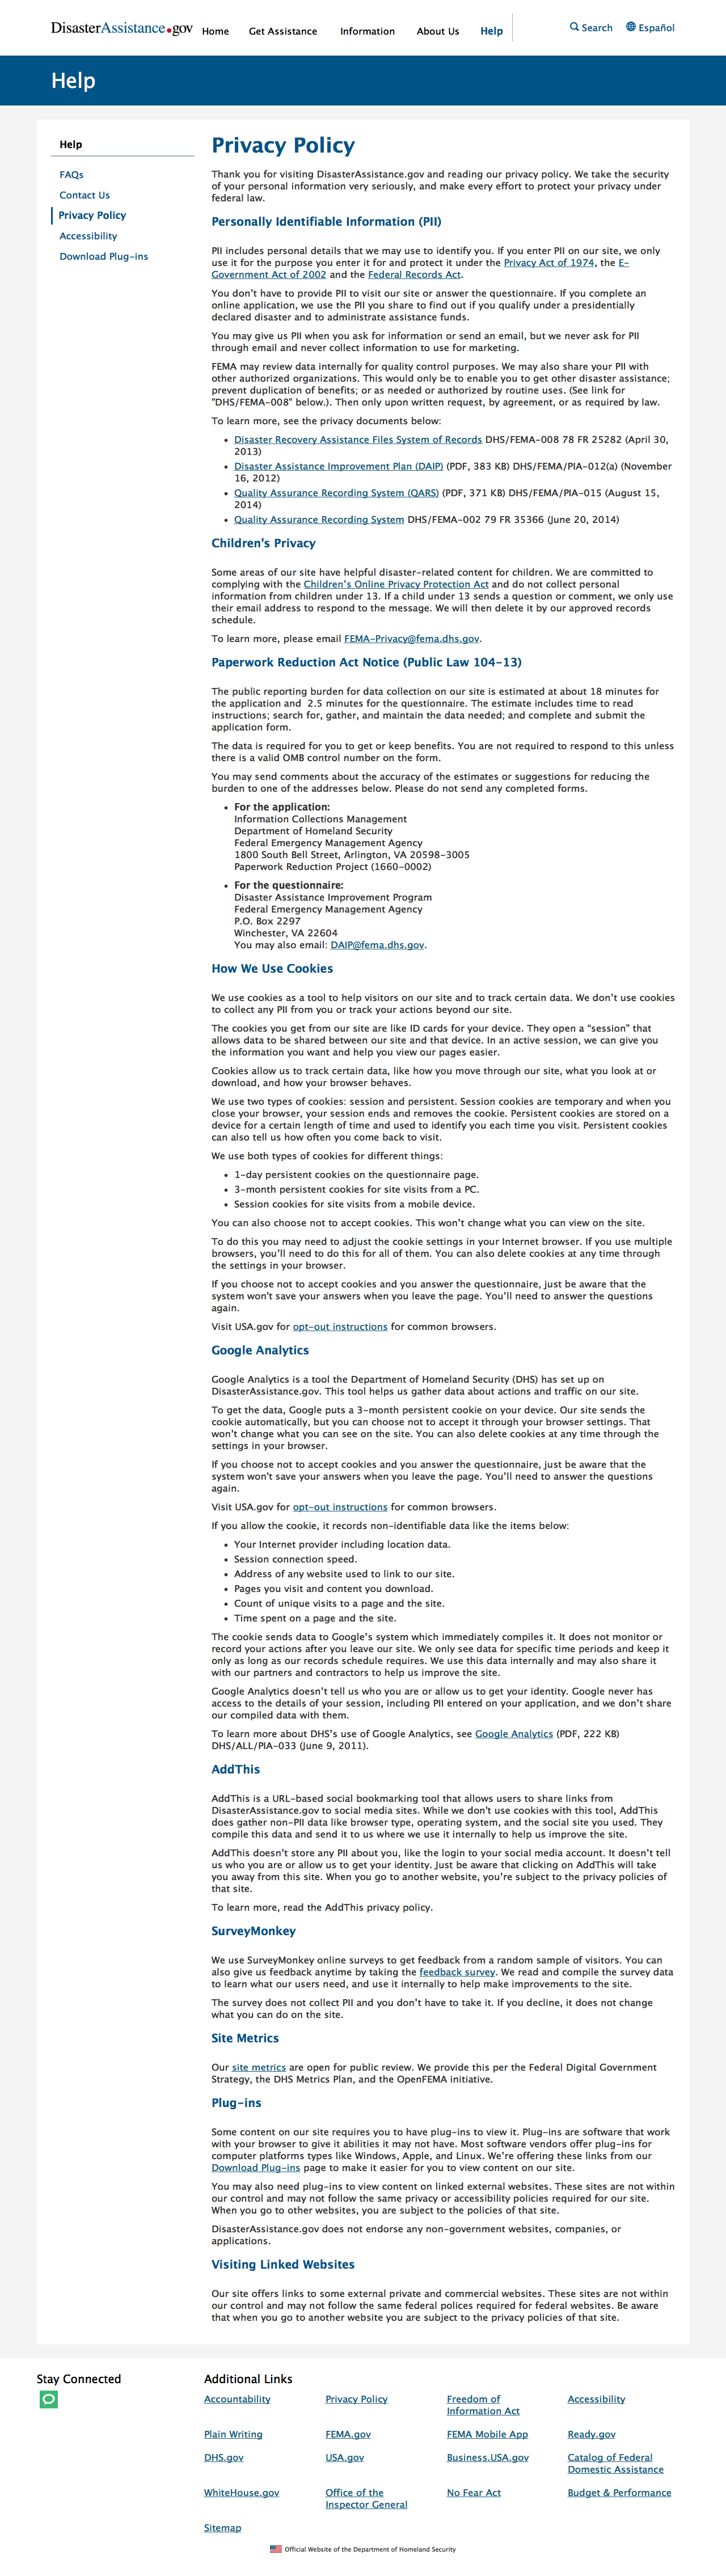 DisasterAssistance.gov Home Get Assistance Information About Us Help Search Español
Help
Help
FAQs
Contact Us
Privacy Policy
Accessibility
Download Plug-ins
Privacy Policy
Thank you for visiting DisasterAssistance.gov and reading our privacy policy. We take the security
of your personal information very seriously, and make every effort to protect your privacy under
federal law.
Personally Identifiable Information (PII)
PII includes personal details that we may use to identify you. If you enter PII on our site, we only
use it for the purpose you enter it for and protect it under the Privacy Act of 1974, the E-
Government Act of 2002 and the Federal Records Act.
You don't have to provide PII to visit our site or answer the questionnaire. If you complete an
online application, we use the PII you share to find out if you qualify under a presidentially
declared disaster and to administrate assistance funds.
You may give us PII when you ask for information or send an email, but we never ask for PII
through email and never collect information to use for marketing.
FEMA may review data internally for quality control purposes. We may also share your PII with
other authorized organizations. This would only be to enable you to get other disaster assistance;
prevent duplication of benefits; or as needed or authorized by routine uses. (See link for
"DHS/FEMA-008" below.). Then only upon written request, by agreement, or as required by law.
To learn more, see the privacy documents below:
• Disaster Recovery Assistance Files System of Records DHS/FEMA-008 78 FR 25282 (April 30,
2013)
• Disaster Assistance Improvement Plan (DAIP) (PDF, 383 KB) DHS/FEMA/PIA-012(a) (November
16, 2012)
• Quality Assurance Recording System (QARS) (PDF, 371 KB) DHS/FEMA/PIA-015 (August 15,
2014)
• Quality Assurance Recording System DHS/FEMA-002 79 FR 35366 (June 20, 2014)
Children's Privacy
Some areas of our site have helpful disaster-related content for children. We are committed to
complying with the Children's Online Privacy Protection Act and do not collect personal
information from children under 13. If a child under 13 sends a question or comment, we only use
their email address to respond to the message. We will then delete it by our approved records
schedule.
To learn more, please email FEMA-Privacy@fema.dhs.gov.
Paperwork Reduction Act Notice (Public Law 104-13)
The public reporting burden for data collection on our site is estimated at about 18 minutes for
the application and 2.5 minutes for the questionnaire. The estimate includes time to read
instructions; search for, gather, and maintain the data needed; and complete and submit the
application form.
The data is required for you to get or keep benefits. You are not required to respond to this unless
there is a valid OMB control number on the form.
You may send comments about the accuracy of the estimates or suggestions for reducing the
burden to one of the addresses below. Please do not send any completed forms.
• For the application:
Information Collections Management
Department of Homeland Security
Federal Emergency Management Agency
1800 South Bell Street, Arlington, VA 20598-3005
Paperwork Reduction Project (1660-0002)
• For the questionnaire:
Disaster Assistance Improvement Program
Federal Emergency Management Agency
P.O. Box 2297
Winchester, VA 22604
You may also email: DAIP@fema.dhs.gov.
How We Use Cookies
We use cookies as a tool to help visitors on our site and to track certain data. We don't use cookies
to collect any PII from you or track your actions beyond our site.
The cookies you get from our site are like ID cards for your device. They open a "session" that
allows data to be shared between our site and that device. In an active session, we can give you
the information you want and help you view our pages easier.
Cookies allow us to track certain data, like how you move through our site, what you look at or
download, and how your browser behaves.
We use two types of cookies: session and persistent. Session cookies are temporary and when you
close your browser, your session ends and removes the cookie. Persistent cookies are stored on a
device for a certain length of time and used to identify you each time you visit. Persistent cookies
can also tell us how often you come back to visit.
We use both types of cookies for different things:
• 1-day persistent cookies on the questionnaire page.
• 3-month persistent cookies for site visits from a PC.
• Session cookies for site visits from a mobile device.
You can also choose not to accept cookies. This won't change what you can view on the site.
To do this you may need to adjust the cookie settings in your Internet browser. If you use multiple
browsers, you'll need to do this for all of them. You can also delete cookies at any time through
the settings in your browser.
If you choose not to accept cookies and you answer the questionnaire, just be aware that the
system won't save your answers when you leave the page. You'll need to answer the questions
again.
Visit USA.gov for opt-out instructions for common browsers.
Google Analytics
Google Analytics is a tool the Department of Homeland Security (DHS) has set up on
DisasterAssistance.gov. This tool helps us gather data about actions and traffic on our site.
To get the data, Google puts a 3-month persistent cookie on your device. Our site sends the
cookie automatically, but you can choose not to accept it through your browser settings. That
won't change what you can see on the site. You can also delete cookies at any time through the
settings in your browser.
If you choose not to accept cookies and you answer the questionnaire, just be aware that the
system won't save your answers when you leave the page. You'll need to answer the questions
again.
Visit USA.gov for opt-out instructions for common browsers.
If you allow the cookie, it records non-identifiable data like the items below:
• Your Internet provider including location data.
• Session connection speed.
• Address of any website used to link to our site.
• Pages you visit and content you download.
• Count of unique visits to a page and the site.
• Time spent on a page and the site.
The cookie sends data to Google's system which immediately compiles it. It does not monitor or
record your actions after you leave our site. We only see data for specific time periods and keep it
only as long as our records schedule requires. We use this data internally and may also share it
with our partners and contractors to help us improve the site.
Google Analytics doesn't tell us who you are or allow us to get your identity. Google never has
access to the details of your session, including PII entered on your application, and we don't share
our compiled data with them.
To learn more about DHS's use of Google Analytics, see Google Analytics (PDF, 222 KB)
DHS/ALL/PIA-033 (June 9, 2011).
AddThis
AddThis is a URL-based social bookmarking tool that allows users to share links from
DisasterAssistance.gov to social media sites. While we don't use cookies with this tool, AddThis
does gather non-PII data like browser type, operating system, and the social site you used. They
compile this data and send it to us where we use it internally to help us improve the site.
AddThis doesn't store any PII about you, like the login to your social media account. It doesn't tell
us who you are or allow us to get your identity. Just be aware that clicking on AddThis will take
you away from this site. When you go to another website, you're subject to the privacy policies of
that site.
To learn more, read the AddThis privacy policy.
SurveyMonkey
We use SurveyMonkey online surveys to get feedback from a random sample of visitors. You can
also give us feedback anytime by taking the feedback survey. We read and compile the survey data
to learn what our users need, and use it internally to help make improvements to the site.
The survey does not collect PII and you don't have to take it. If you decline, it does not change
what you can do on the site.
Site Metrics
Our site metrics are open for public review. We provide this per the Federal Digital Government
Strategy, the DHS Metrics Plan, and the OpenFEMA initiative.
Plug-ins
Some content on our site requires you to have plug-ins to view it. Plug-ins are software that work
with your browser to give it abilities it may not have. Most software vendors offer plug-ins for
computer platforms types like Windows, Apple, and Linux. We're offering these links from our
Download Plug-ins page to make it easier for you to view content on our site.
You may also need plug-ins to view content on linked external websites. These sites are not within
our control and may not follow the same privacy or accessibility policies required for our site.
When you go to other websites, you are subject to the policies of that site.
DisasterAssistance.gov does not endorse any non-government websites, companies, or
applications.
Visiting Linked Websites
Our site offers links to some external private and commercial websites. These sites are not within
our control and may not follow the same federal polices required for federal websites. Be aware
that when you go to another website you are subject to the privacy policies of that site.
Stay Connected
Additional Links
Accountability Privacy Policy Freedom of Accessibility
Information Act
Plain Writing FEMA.gov FEMA Mobile App Ready.gov
DHS.gov USA.gov Business.USA.gov Catalog of Federal
Domestic Assistance
WhiteHouse.gov Office of the No Fear Act Budget & Performance
Inspector General
Sitemap
Official Website of the Department of Homeland Security